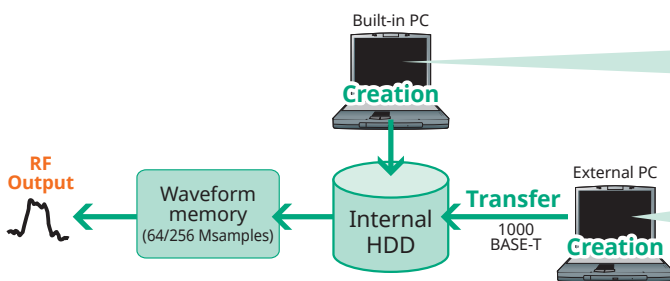 Built-in PC
Creation
RF
Output
Waveform
memory
(64/256 Msamples)
Internal
HDD
Transfer
1000
BASE-T
External PC
Creation